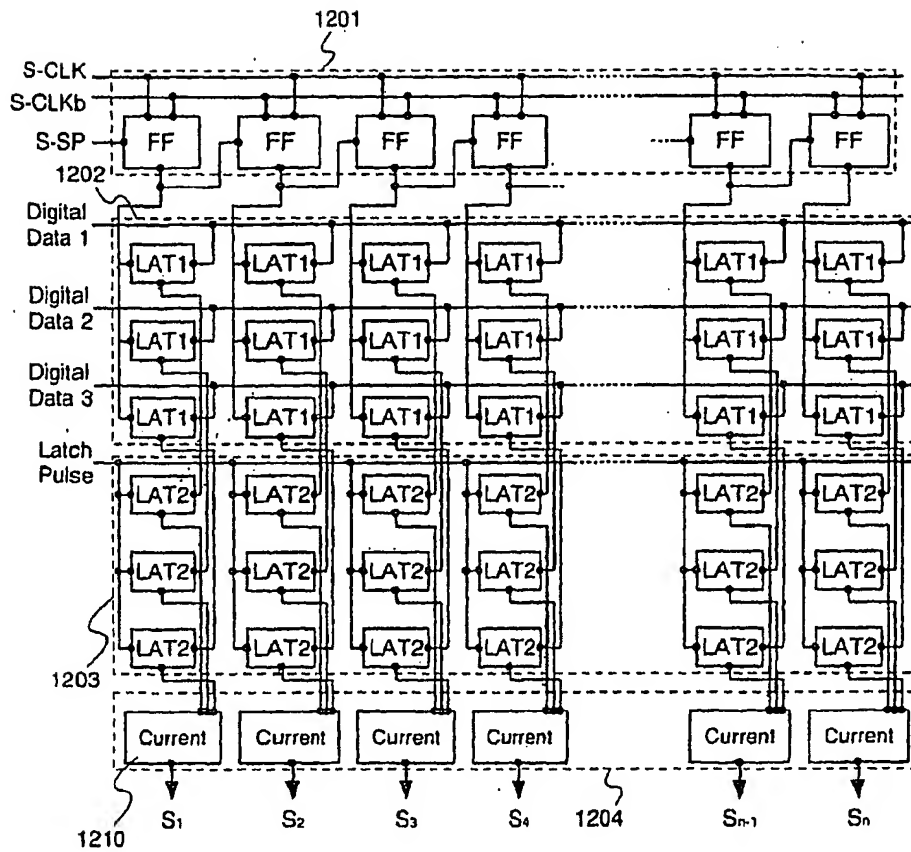 1201
S-CLK
S-CLKb
S-SP
FF FF FF FF FF FF
1202
Digital
Data 1
LAT1 LAT1 LAT1 LAT1 LAT1 LAT1
Digital
Data 2
LAT1 LAT1 LAT1 LAT1 LAT1 LAT1
Digital
Data 3
LAT1 LAT1 LAT1 LAT1 LAT1 LAT1
Latch
Pulse
LAT2 LAT2 LAT2 LAT2 LAT2 LAT2
LAT2 LAT2 LAT2 LAT2 LAT2 LAT2
LAT2 LAT2 LAT2 LAT2 LAT2 LAT2
1203
Current Current Current Current Current Current
1210 S1 S2 S3 S4 1204 Sn-1 Sn